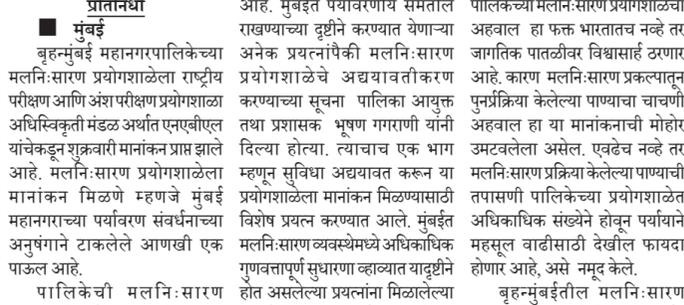 प्रतिनिधी
मुंबई
बृहन्मुंबई महानगरपालिकेच्या
मलनिःसारण प्रयोगशाळेला राष्ट्रीय
परीक्षण आणि अंश परीक्षण प्रयोगशाळा
अधिस्विकृती मंडळ अर्थात एनएबीएल
यांचेकडून शुक्रवारी मानांकन प्राप्त झाले
आहे. मलनिःसारण प्रयोगशाळेला
मानांकन मिळणे म्हणजे मुंबई
महानगराच्या पर्यावरण संवर्धनाच्या
अनुषंगाने टाकलेले आणखी एक
पाऊल आहे.
पालिकेची मलनिःसारण
आहे. मुंबईत पर्यावरणीय समतोल
राखण्याच्या दृष्टीने करण्यात येणाऱ्या
अनेक प्रयत्नांपैकी मलनिःसारण
प्रयोगशाळेचे अद्ययावतीकरण
करण्याच्या सूचना पालिका आयुक्त
तथा प्रशासक भूषण गगराणी यांनी
दिल्या होत्या. त्याचाच एक भाग
म्हणून सुविधा अद्ययावत करून या
प्रयोगशाळेला मानांकन मिळण्यासाठी
विशेष प्रयत्न करण्यात आले. मुंबईत
मलनिःसारण व्यवस्थेमध्ये अधिकाधिक
गुणवत्तापूर्ण सुधारणा व्हाव्यात यादृष्टीने
होत असलेल्या प्रयत्नांना मिळालेल्या
पालिकेच्या मलनिःसारण प्रयोगशळेचा
अहवाल हा फक्त भारतातच नव्हे तर
जागतिक पातळीवर विश्वासार्ह ठरणार
आहे. कारण मलनिःसारण प्रकल्पातून
पुनर्प्रक्रिया केलेल्या पाण्याचा चाचणी
अहवाल हा या मानांकनाची मोहोर
उमटवलेला असेल. एवढेच नव्हे तर
मलनिःसारण प्रक्रिया केलेल्या पाण्याची
तपासणी पालिकेच्या प्रयोगशळेत
अधिकाधिक संख्येने होवून पर्यायाने
महसूल वाढीसाठी देखील फायदा
होणार आहे, असे नमूद केले.
बृहन्मुंबईतील मलनिःसारण